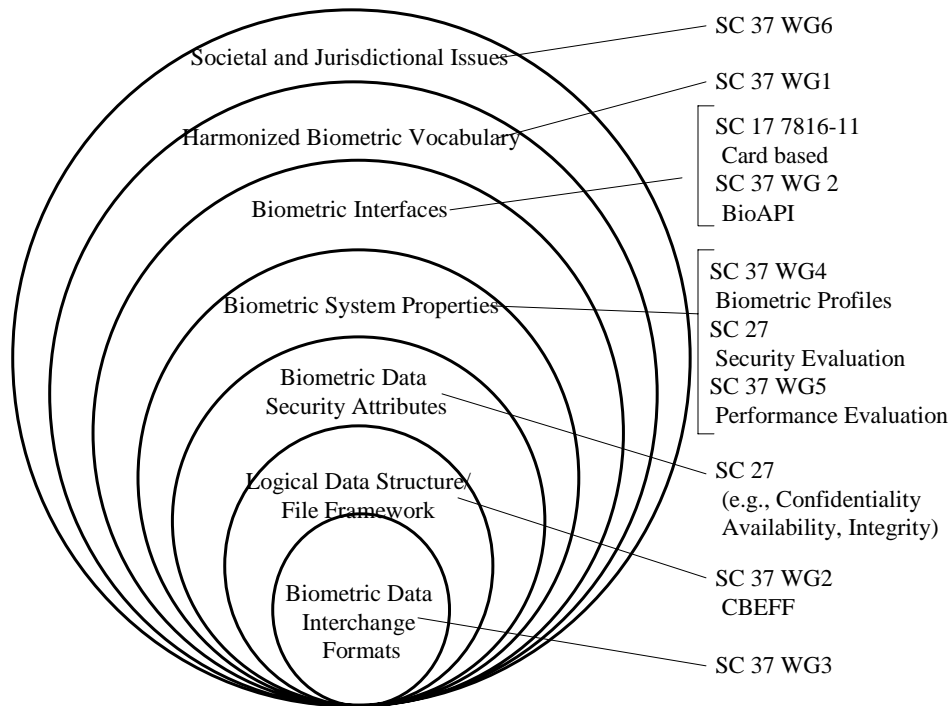 Societal and Jurisdictional Issues
SC 37 WG6
Harmonized Biometric Vocabulary
SC 37 WG1
Biometric Interfaces
SC 17 7816-11
Card based
SC 37 WG 2
BioAPI
Biometric System Properties
SC 37 WG4
Biometric Profiles
SC 27
Security Evaluation
SC 37 WG5
Performance Evaluation
Biometric Data
Security Attributes
SC 27
(e.g., Confidentiality
Availability, Integrity)
Logical Data Structure/
File Framework
SC 37 WG2
CBEFF
Biometric Data
Interchange
Formats
SC 37 WG3